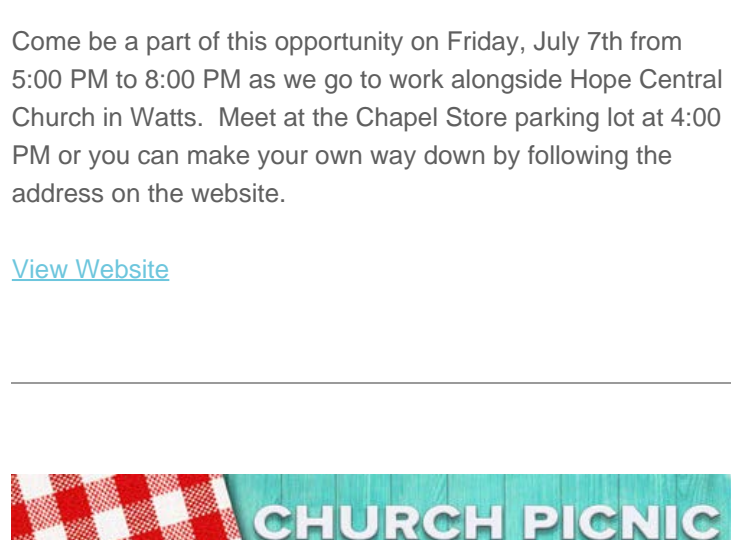 Come be a part of this opportunity on Friday, July 7th from
5:00 PM to 8:00 PM as we go to work alongside Hope Central
Church in Watts.  Meet at the Chapel Store parking lot at 4:00
PM or you can make your own way down by following the
address on the website.
View Website
CHURCH PICNIC